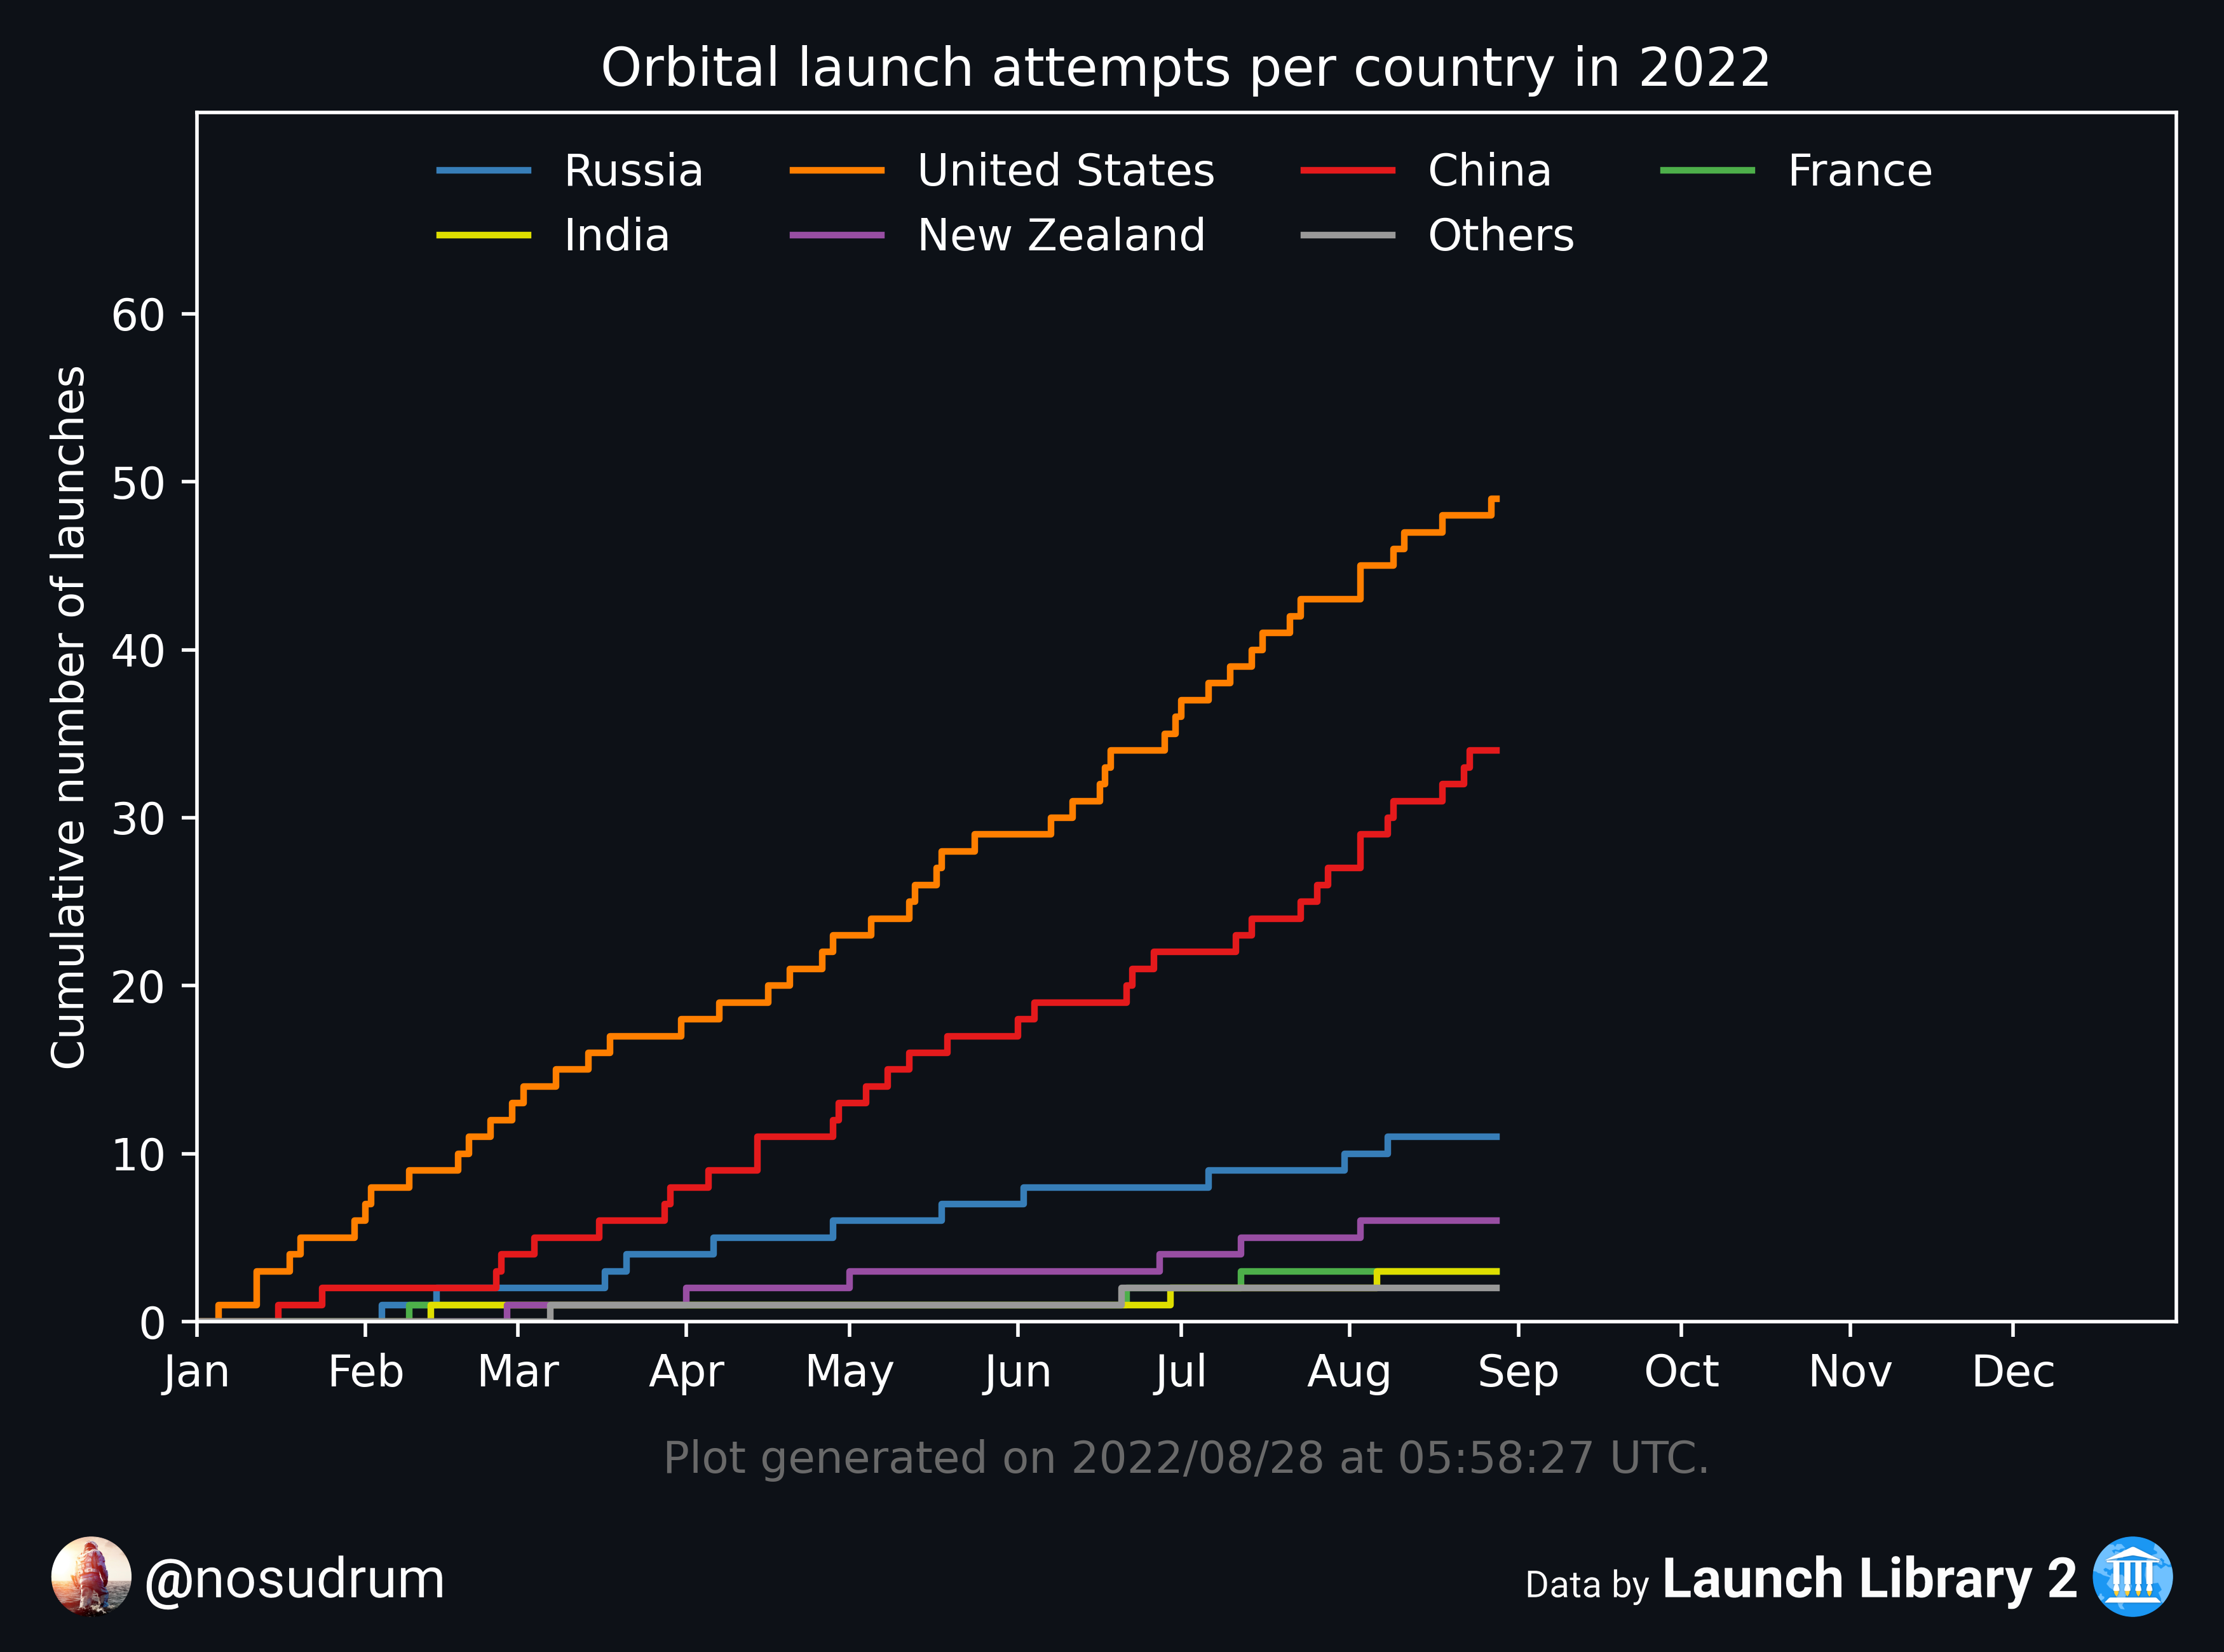 Orbital launch attempts per country in 2022
Russia United States China France
India New Zealand Others
Cumulative number of launches
60
50
40
30
20
10
0
Jan Feb Mar Apr May Jun Jul Aug Sep Oct Nov Dec
Plot generated on 2022/08/28 at 05:58:27 UTC.
@nosudrum
Data by Launch Library 2